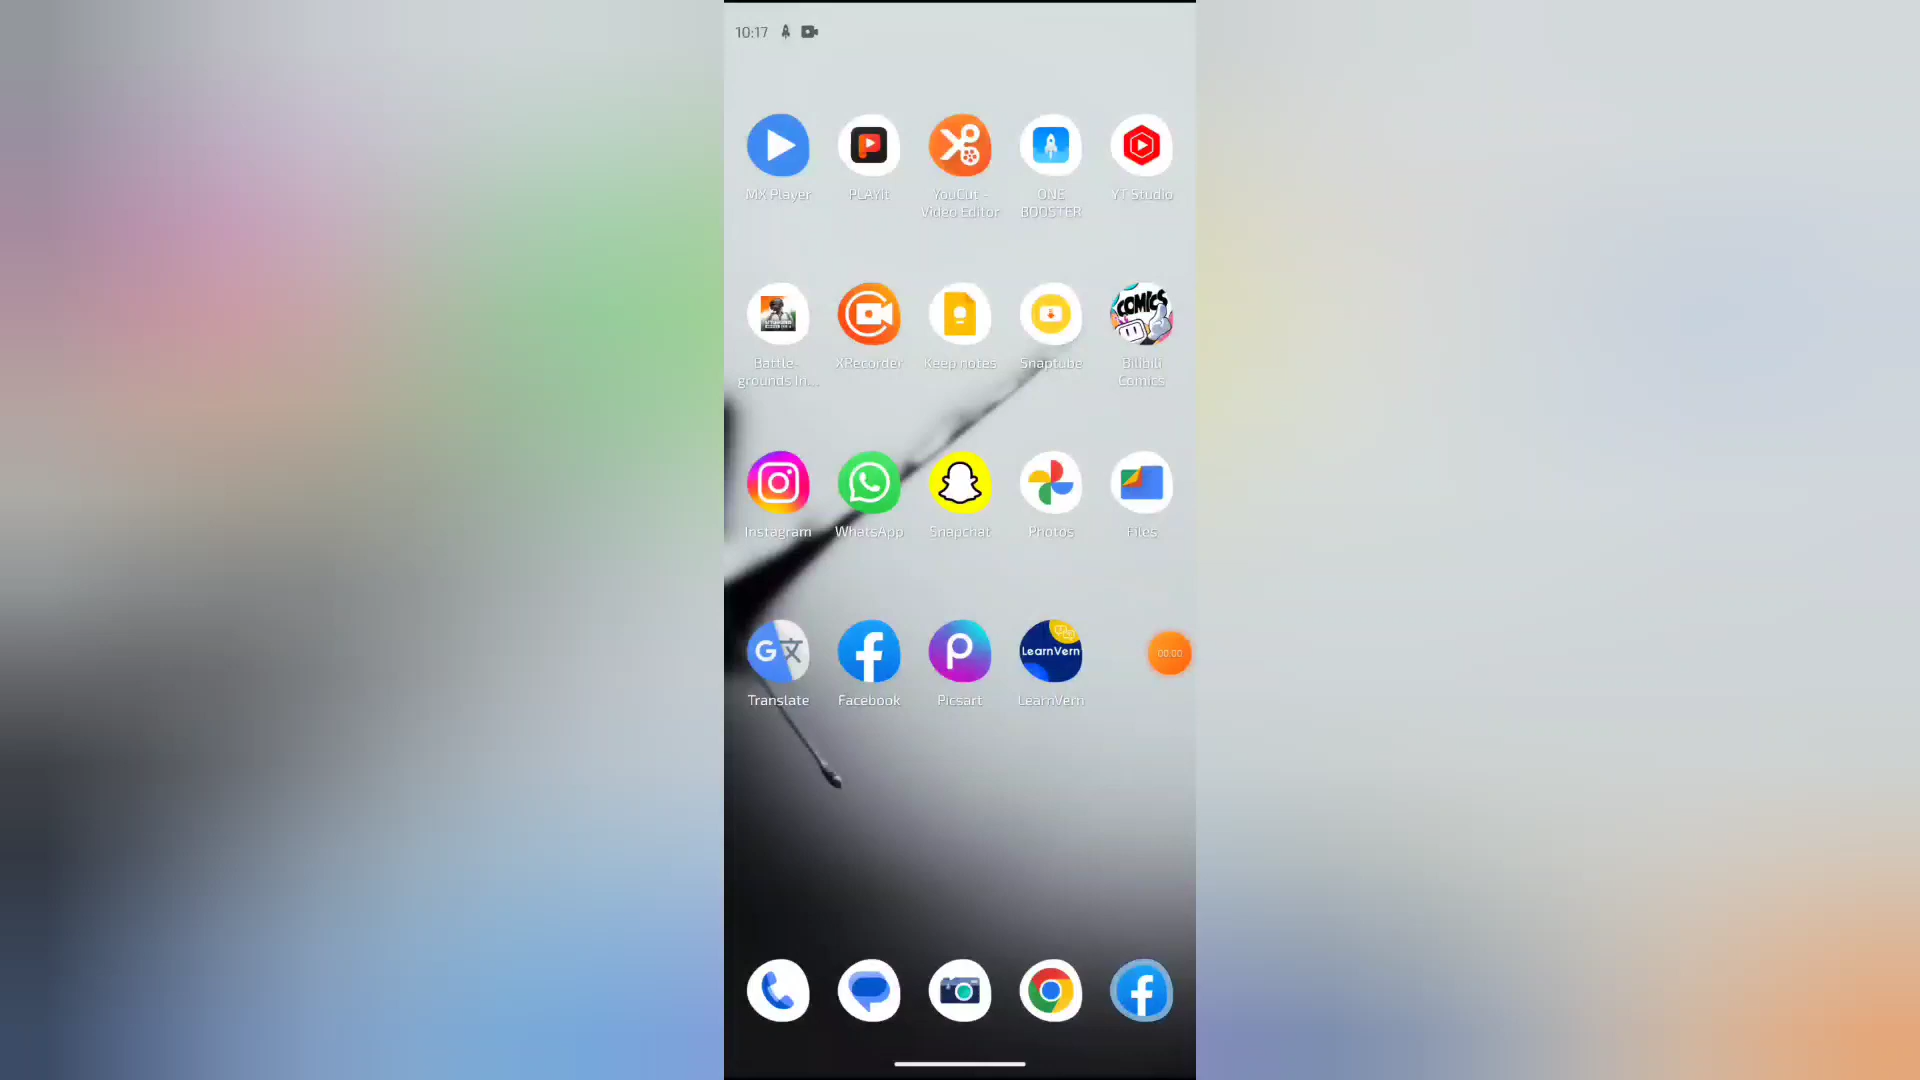 10:17
MX Player
PLAYit
YouCut -
Video Editor
ONE
BOOSTER
YT Studio
Battle-
grounds In...
XRecorder
Keep notes
Snaptube
COMICS
Bilibili
Comics
Instagram
WhatsApp
Snapchat
Photos
Files
LearnVern
00:00
Translate
Facebook
Picsart
LearnVern